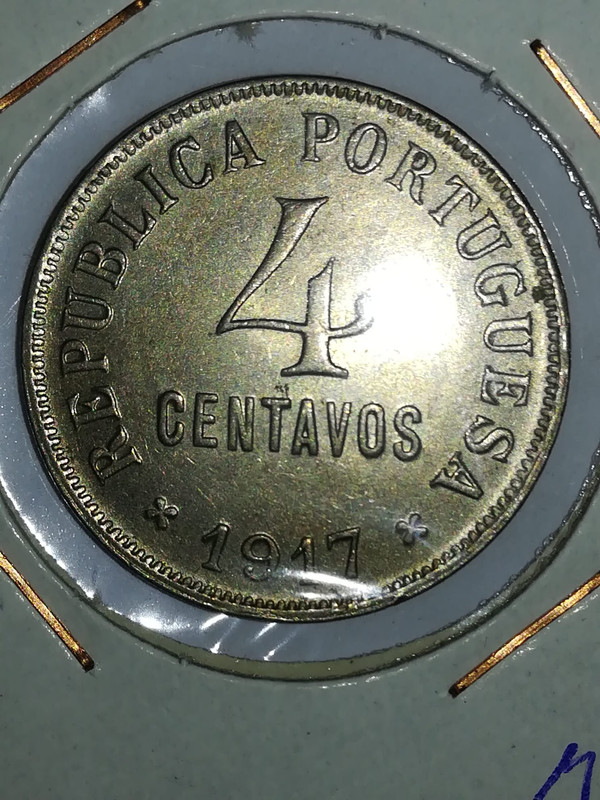 REPUBLICA PORTUGUESA
4
CENTAVOS
1917